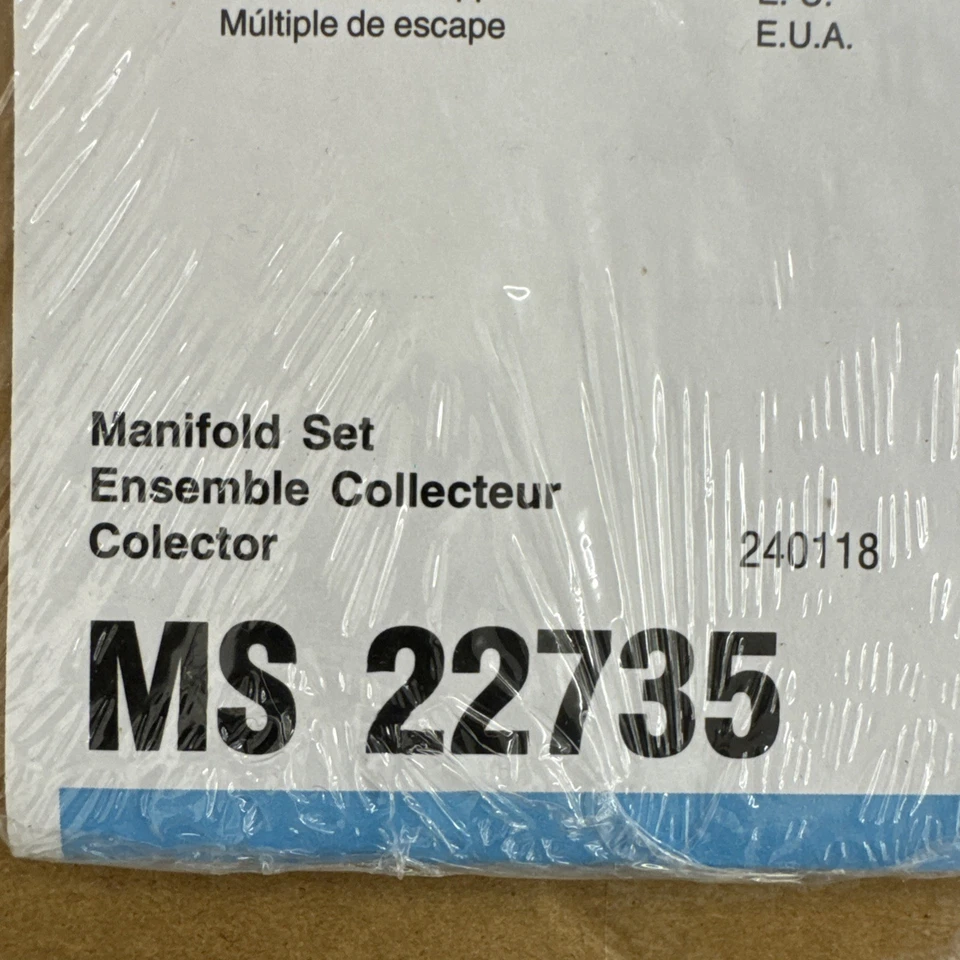 Múltiple de escape
E.U.A.
Manifold Set
Ensemble Collecteur
Colector
240118
MS 22735